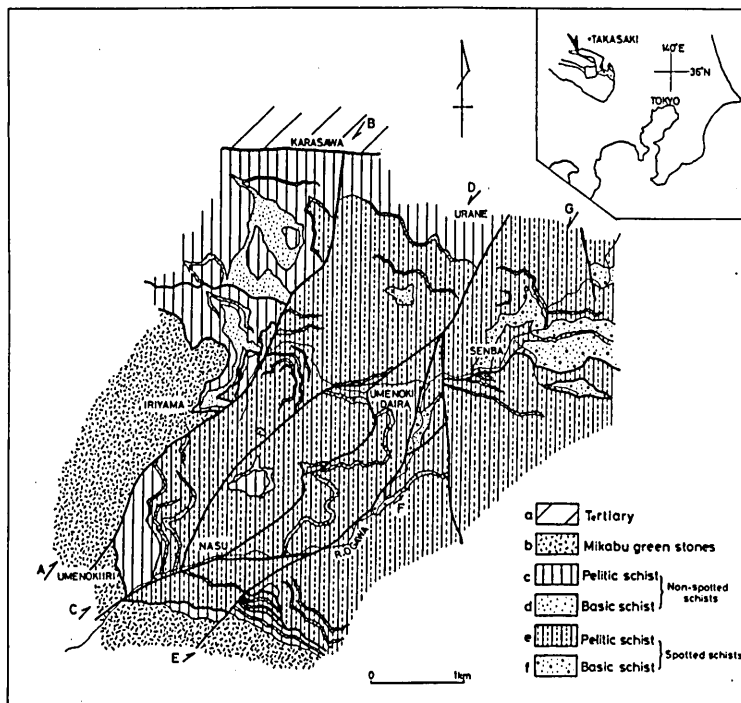 TAKASAKI
140°E
36°N
TOKYO
B
KARASAWA
D
URANE
G
SENBA
IRIYAMA
UMENOKI
DAIRA
F
NASU
R.OGAWA
A
UMENOKIIRI
C
E
0 1km
a Tertiary
b Mikabu green stones
c Pelitic schist
d Basic schist
Non-spotted
schists
e Pelitic schist
f Basic schist
Spotted schists